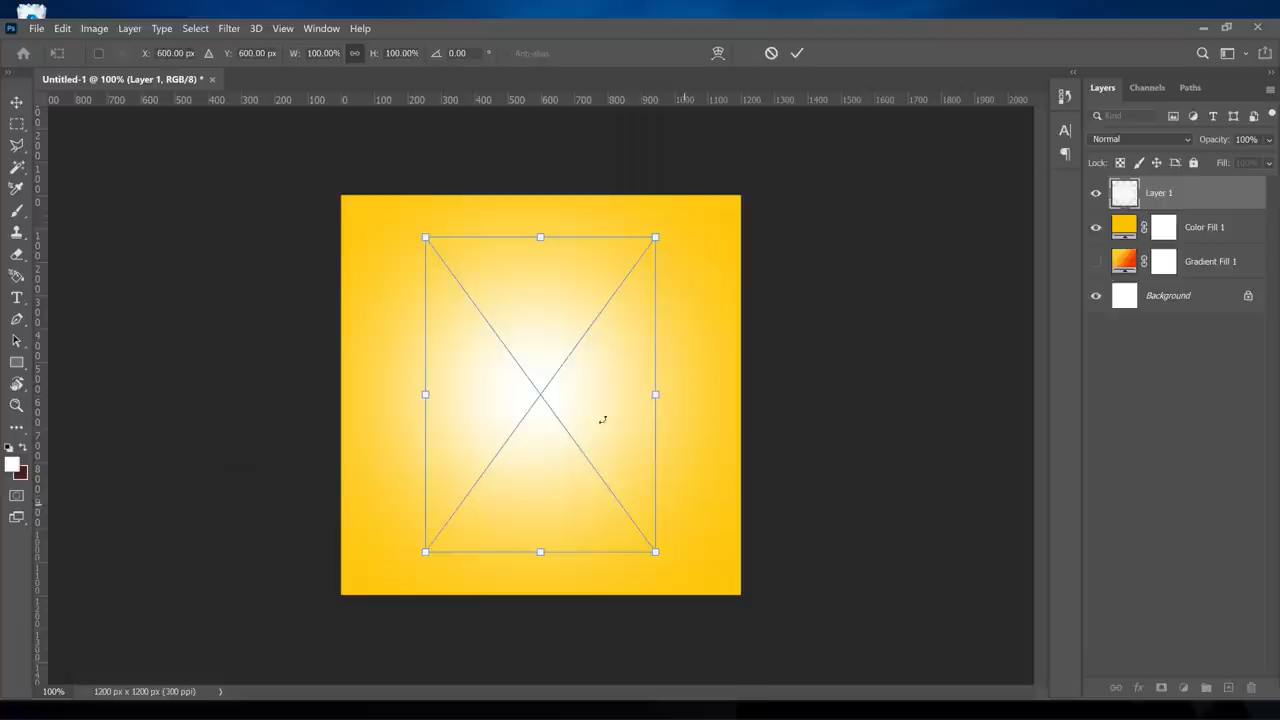 Ps File Edit Image Layer Type Select Filter 3D View Window Help
X: 600.00 px Y: 600.00 px W: 100.00% H: 100.00% 0.00 ° Anti-alias
Untitled-1 @ 100% (Layer 1, RGB/8) * ×
00 800 700 600 500 400 300 200 100 0 100 200 300 400 500 600 700 800 900 1000 1100 1200 1300 1400 1500 1600 1700 1800 1900 2000
Layers Channels Paths
Kind
Normal Opacity: 100%
Lock: Fill: 100%
Layer 1
Color Fill 1
Gradient Fill 1
Background
100% 1200 px x 1200 px (300 ppi)